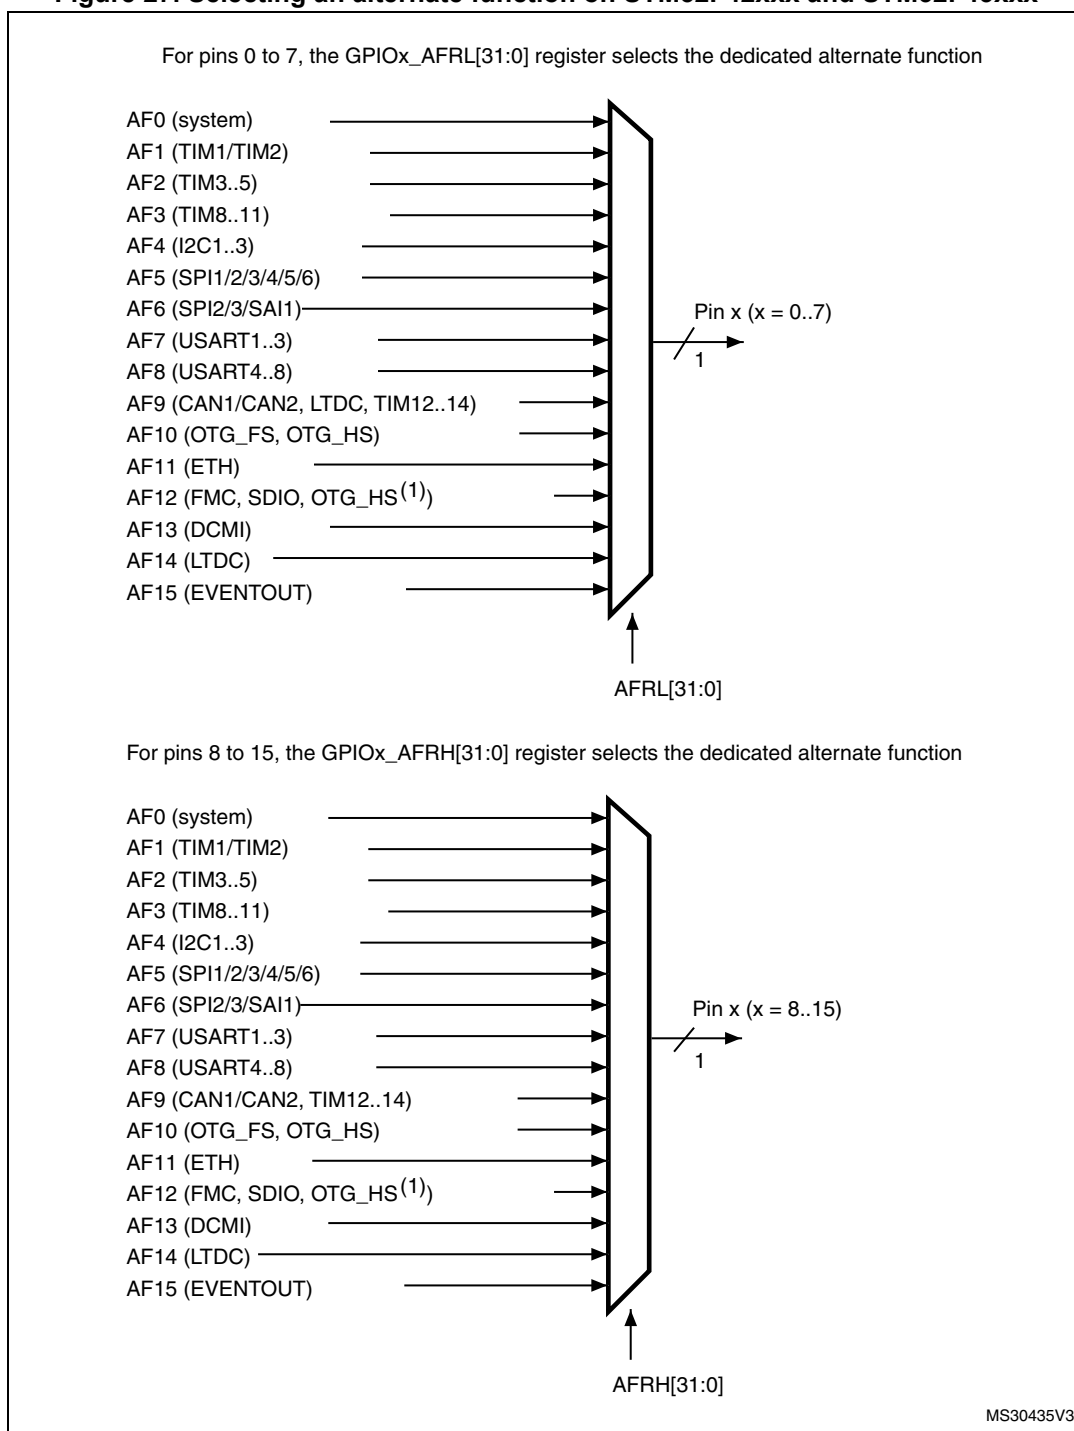 For pins 0 to 7, the GPIOx_AFRL[31:0] register selects the dedicated alternate function
AF0 (system)
AF1 (TIM1/TIM2)
AF2 (TIM3..5)
AF3 (TIM8..11)
AF4 (I2C1..3)
AF5 (SPI1/2/3/4/5/6)
AF6 (SPI2/3/SAI1)
AF7 (USART1..3)
AF8 (USART4..8)
AF9 (CAN1/CAN2, LTDC, TIM12..14)
AF10 (OTG_FS, OTG_HS)
AF11 (ETH)
AF12 (FMC, SDIO, OTG_HS(1))
AF13 (DCMI)
AF14 (LTDC)
AF15 (EVENTOUT)
Pin x (x = 0..7)
1
AFRL[31:0]
For pins 8 to 15, the GPIOx_AFRH[31:0] register selects the dedicated alternate function
AF0 (system)
AF1 (TIM1/TIM2)
AF2 (TIM3..5)
AF3 (TIM8..11)
AF4 (I2C1..3)
AF5 (SPI1/2/3/4/5/6)
AF6 (SPI2/3/SAI1)
AF7 (USART1..3)
AF8 (USART4..8)
AF9 (CAN1/CAN2, TIM12..14)
AF10 (OTG_FS, OTG_HS)
AF11 (ETH)
AF12 (FMC, SDIO, OTG_HS(1))
AF13 (DCMI)
AF14 (LTDC)
AF15 (EVENTOUT)
Pin x (x = 8..15)
1
AFRH[31:0]
MS30435V3